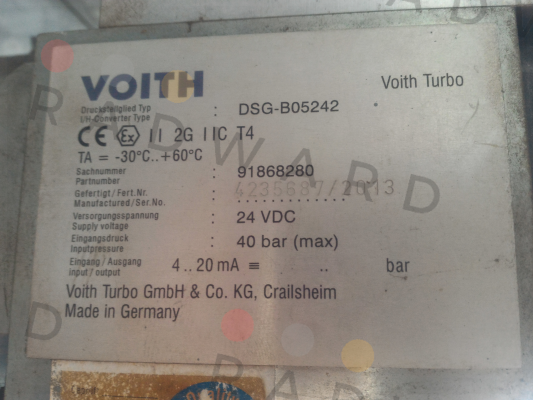 VOITH
Voith Turbo
Druckstellglied Typ : DSG-B05242
I/H-Converter Type
CE Ex II 2G IIC T4
TA = -30°C..+60°C
Sachnummer : 91868280
Partnumber
Gefertigt/Fert.Nr. : 4235687/2013
Manufactured/Ser.No. : ..............
Versorgungsspannung : 24 VDC
Supply voltage
Eingangsdruck : 40 bar (max)
Inputpressure
Eingang / Ausgang 4 .. 20 mA ≡ .. bar
input / output
Voith Turbo GmbH & Co. KG, Crailsheim
Made in Germany
RADWARD